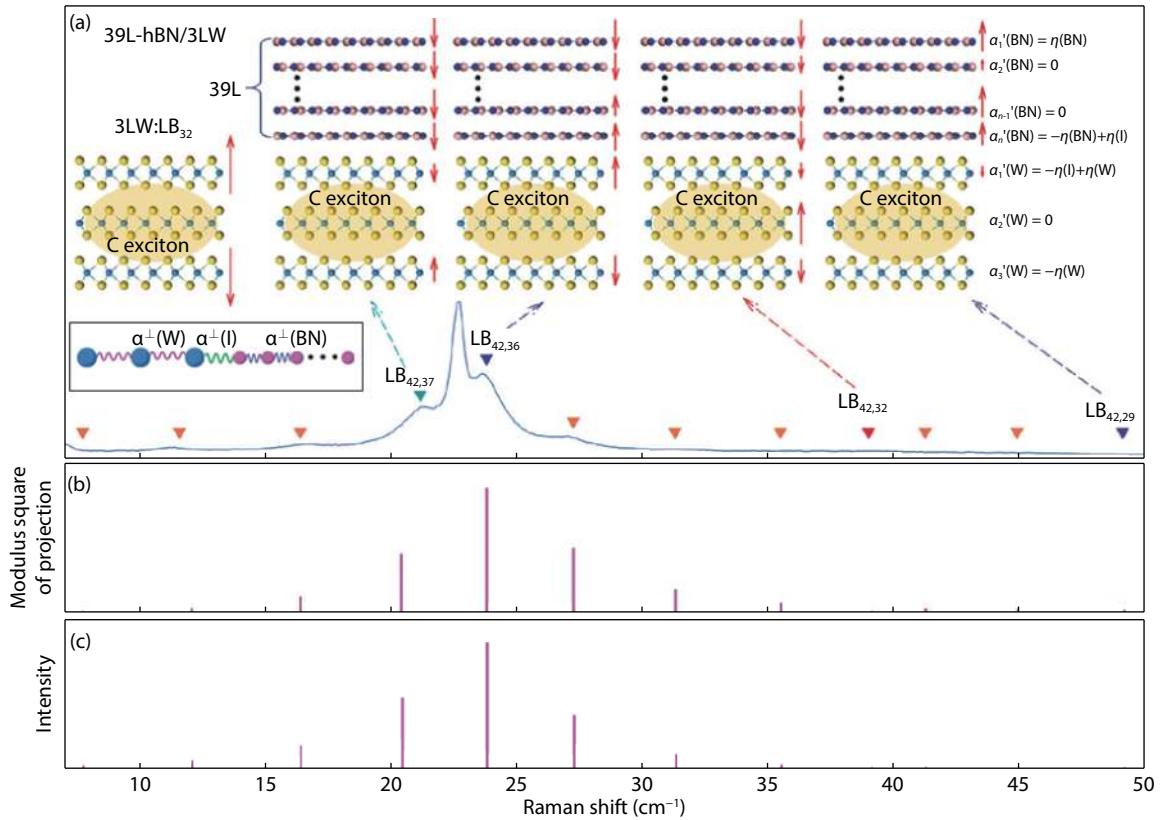 (a)
39L-hBN/3LW
39L
3LW:LB32
C exciton
C exciton
C exciton
C exciton
C exciton
α1'(BN) = η(BN)
α2'(BN) = 0
αn-1'(BN) = 0
αn'(BN) = −η(BN)+η(I)
α1'(W) = −η(I)+η(W)
α2'(W) = 0
α3'(W) = −η(W)
α⊥(W) α⊥(I) α⊥(BN)
LB42,37
LB42,36
LB42,32
LB42,29
(b)
Modulus square
of projection
(c)
Intensity
10 15 20 25 30 35 40 45 50
Raman shift (cm−1)